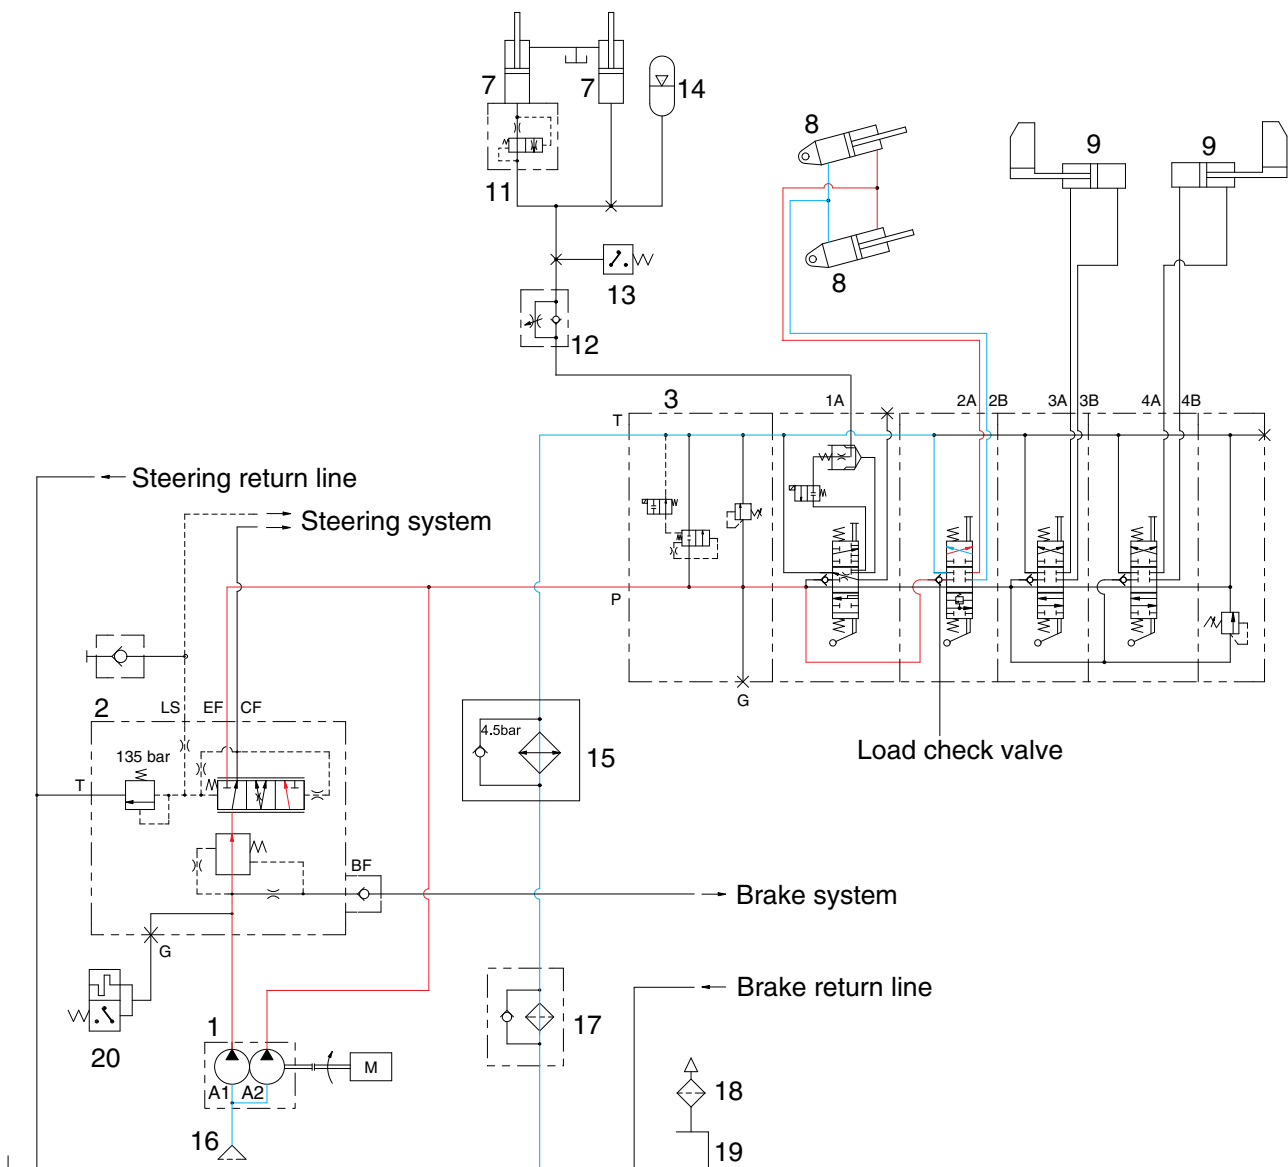 7
7
14
8
9
9
11
8
13
12
3
1A
2A
2B
3A
3B
4A
4B
T
Steering return line
Steering system
P
2
LS
EF
CF
G
4.5bar
15
Load check valve
135 bar
T
BF
Brake system
G
Brake return line
1
17
20
M
A1
A2
18
16
19